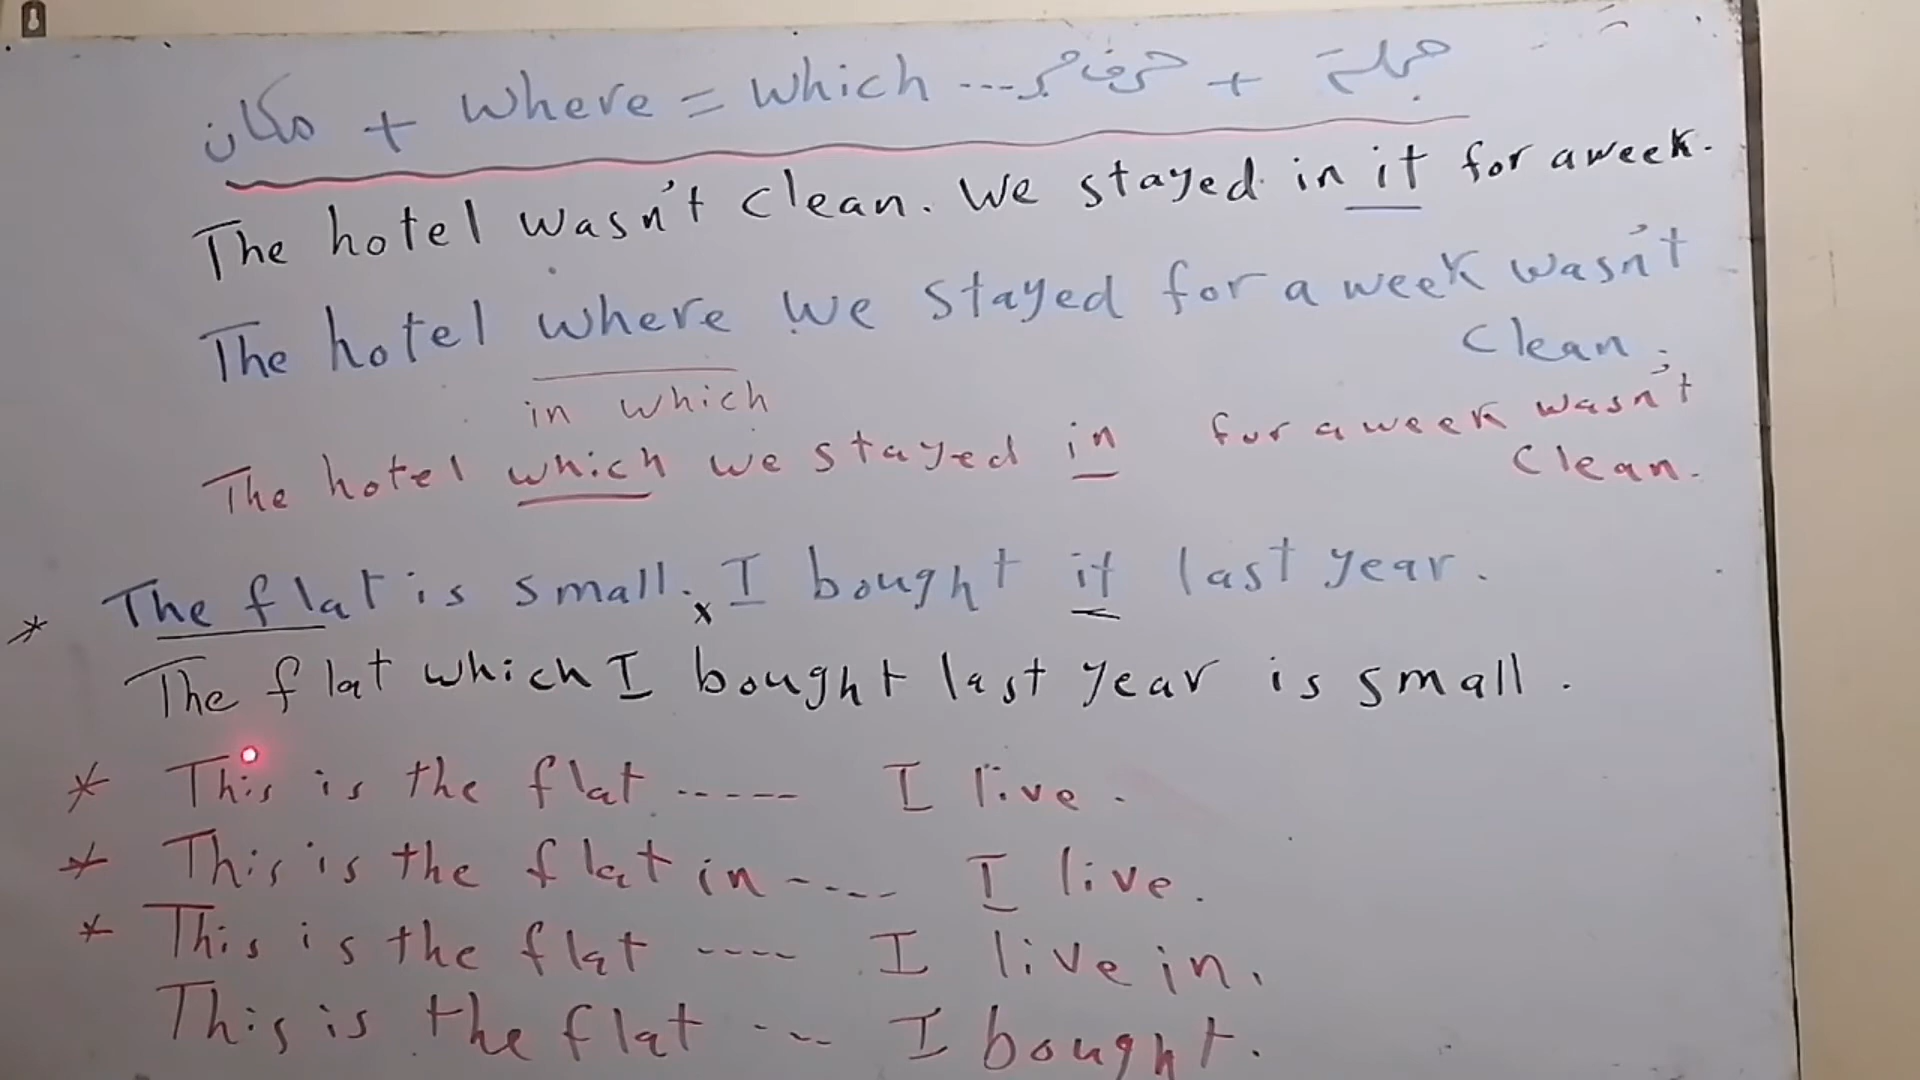 مكان + where = which ... حرف جر + جملة
The hotel wasn't clean. We stayed in it for a week.
The hotel where we stayed for a week wasn't
clean.
in which
The hotel which we stayed in for a week wasn't
clean.
* The flat is small. x I bought it last year.
The flat which I bought last year is small.
* This is the flat ----- I live.
* This is the flat in ---- I live.
* This is the flat ---- I live in.
This is the flat --- I bought.